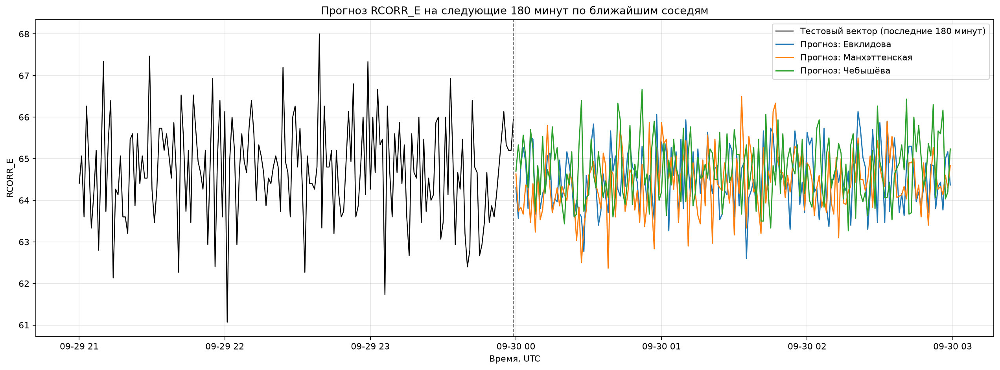 Прогноз RCORR_E на следующие 180 минут по ближайшим соседям
Тестовый вектор (последние 180 минут)
Прогноз: Евклидова
Прогноз: Манхэттенская
Прогноз: Чебышёва
RCORR_E
68
67
66
65
64
63
62
61
09-29 21
09-29 22
09-29 23
09-30 00
09-30 01
09-30 02
09-30 03
Время, UTC